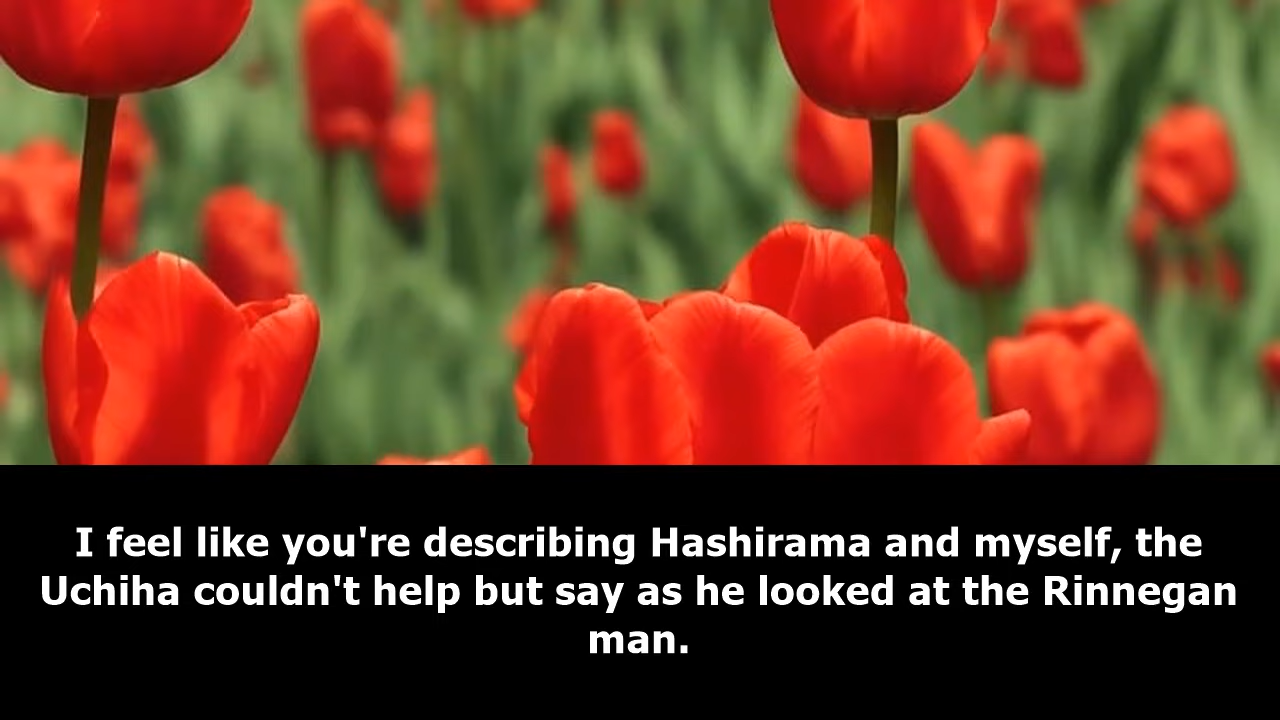 I feel like you're describing Hashirama and myself, the
Uchiha couldn't help but say as he looked at the Rinnegan
man.